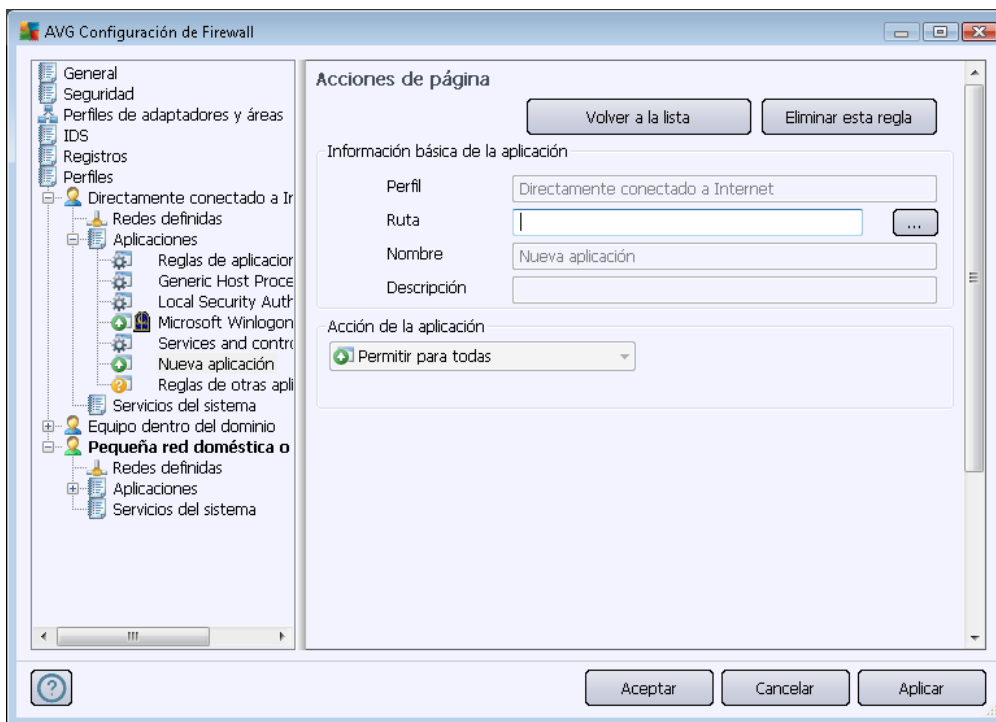 AVG Configuración de Firewall
General
Seguridad
Perfiles de adaptadores y áreas
IDS
Registros
Perfiles
Directamente conectado a Ir
Redes definidas
Aplicaciones
Reglas de aplicacior
Generic Host Proce
Local Security Auth
Microsoft Winlogon
Services and contro
Nueva aplicación
Reglas de otras apli
Servicios del sistema
Equipo dentro del dominio
Pequeña red doméstica o
Redes definidas
Aplicaciones
Servicios del sistema
Acciones de página
Volver a la lista
Eliminar esta regla
Información básica de la aplicación
Perfil
Directamente conectado a Internet
Ruta
...
Nombre
Nueva aplicación
Descripción
Acción de la aplicación
Permitir para todas
Aceptar
Cancelar
Aplicar